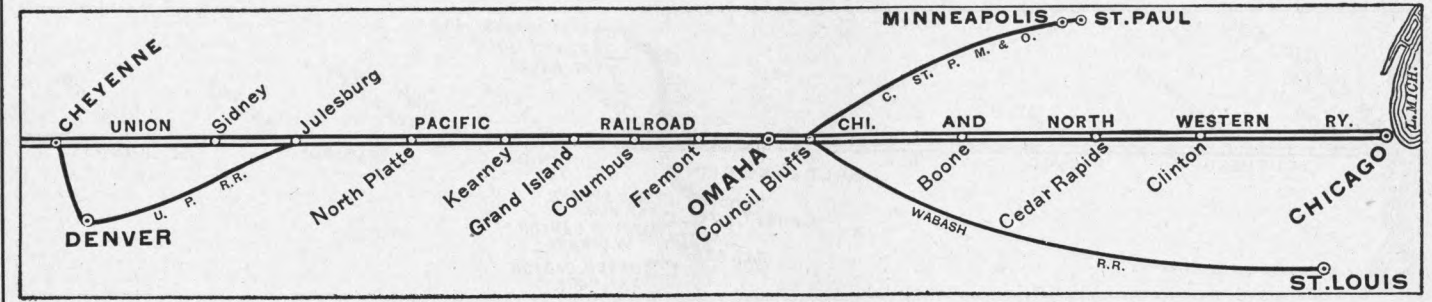 MINNEAPOLIS ST. PAUL
C. ST. P. M. & O.
L. MICH.
CHEYENNE
Sidney
Julesburg
UNION PACIFIC RAILROAD
CHI. AND NORTH WESTERN RY.
North Platte
Kearney
Grand Island
Columbus
Fremont
OMAHA
Council Bluffs
Boone
Cedar Rapids
Clinton
CHICAGO
U. P. R.R.
DENVER
WABASH R.R.
ST. LOUIS